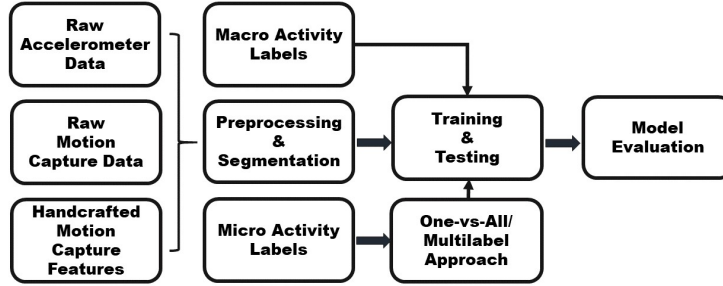 Raw
Accelerometer
Data
Macro Activity
Labels
Raw
Motion
Capture Data
Preprocessing
&
Segmentation
Training
&
Testing
Model
Evaluation
Handcrafted
Motion
Capture
Features
Micro Activity
Labels
One-vs-All/
Multilabel
Approach